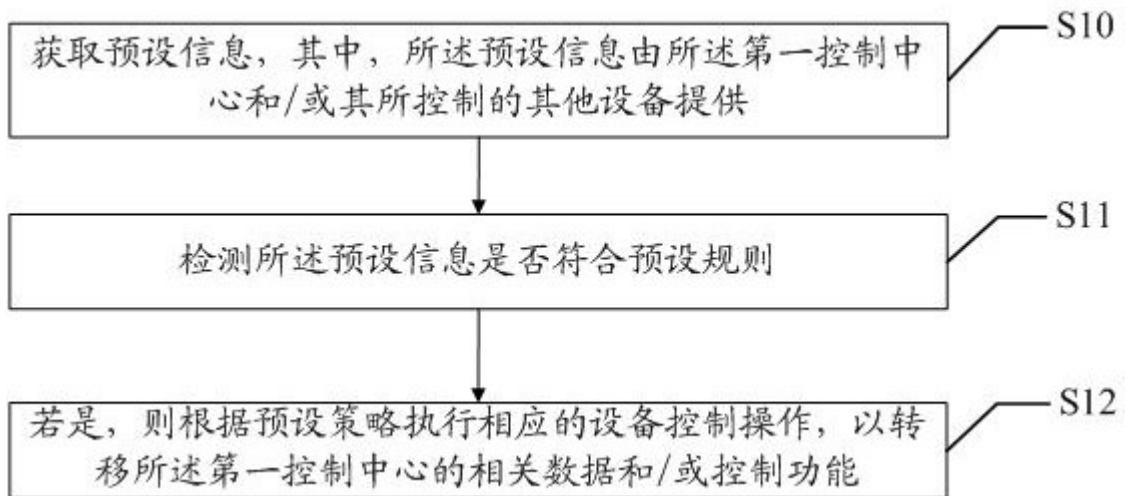 获取预设信息，其中，所述预设信息由所述第一控制中
心和/或其所控制的其他设备提供
S10
检测所述预设信息是否符合预设规则
S11
若是，则根据预设策略执行相应的设备控制操作，以转
移所述第一控制中心的相关数据和/或控制功能
S12